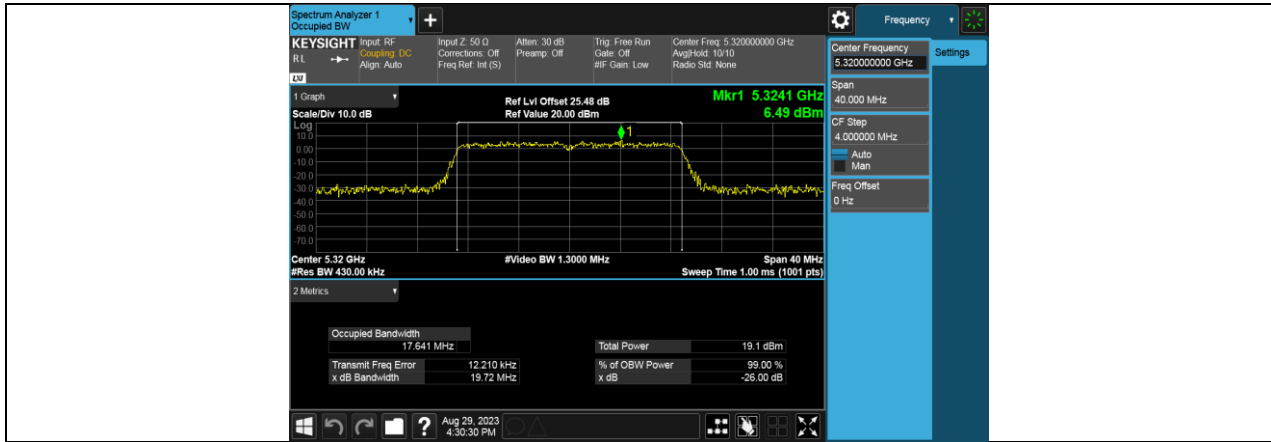 Spectrum Analyzer 1
Occupied BW
Frequency
KEYSIGHT
R L
LXI
Input: RF
Coupling: DC
Align: Auto
Input Z: 50 Ω
Corrections: Off
Freq Ref: Int (S)
Atten: 30 dB
Preamp: Off
Trig: Free Run
Gate: Off
#IF Gain: Low
Center Freq: 5.320000000 GHz
Avg|Hold: 10/10
Radio Std: None
Center Frequency
5.320000000 GHz
Settings
Span
40.000 MHz
CF Step
4.000000 MHz
Auto
Man
Freq Offset
0 Hz
1 Graph
Scale/Div 10.0 dB
Ref Lvl Offset 25.48 dB
Ref Value 20.00 dBm
Mkr1 5.3241 GHz
6.49 dBm
Log
10.0
0.00
-10.0
-20.0
-30.0
-40.0
-50.0
-60.0
-70.0
1
Center 5.32 GHz
#Video BW 1.3000 MHz
Span 40 MHz
#Res BW 430.00 kHz
Sweep Time 1.00 ms (1001 pts)
2 Metrics
Occupied Bandwidth
17.641 MHz
Total Power 19.1 dBm
Transmit Freq Error 12.210 kHz
% of OBW Power 99.00 %
x dB Bandwidth 19.72 MHz
x dB -26.00 dB
?
Aug 29, 2023
4:30:30 PM